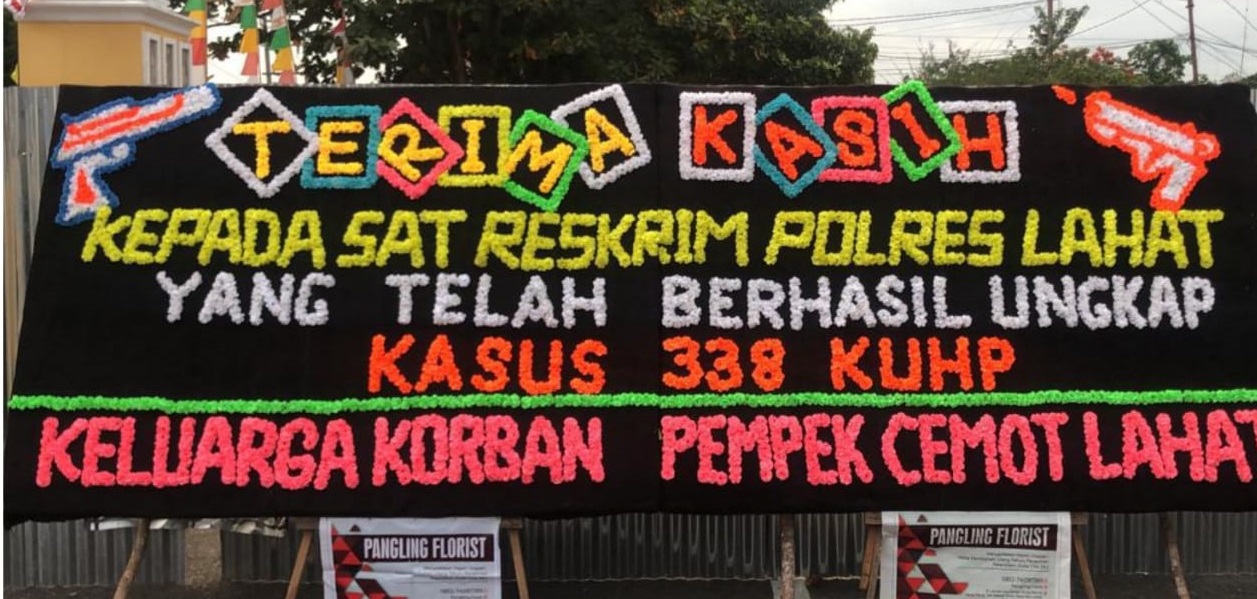 TERIMA KASIH
KEPADA SAT RESKRIM POLRES LAHAT
YANG TELAH BERHASIL UNGKAP
KASUS 338 KUHP
KELUARGA KORBAN PEMPEK CEMOT LAHAT
PANGLING FLORIST
PANGLING FLORIST